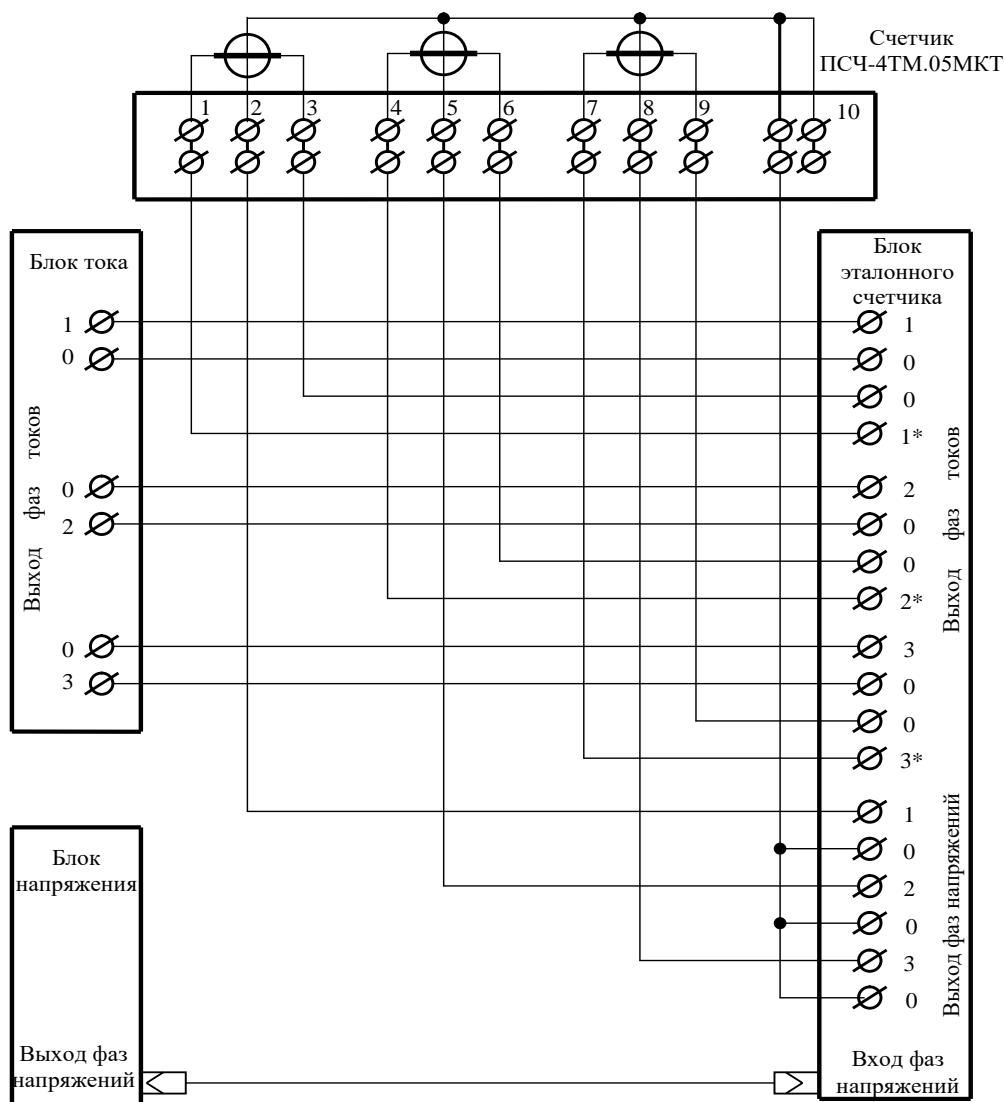 Счетчик
ПСЧ-4ТМ.05МКТ
1 2 3 4 5 6 7 8 9 10
Блок тока
1
0
0
2
0
3
Выход фаз токов
Блок
эталонного
счетчика
1
0
0
1*
2
0
0
2*
3
0
0
3*
Выход фаз токов
1
0
2
0
3
0
Выход фаз напряжений
Вход фаз
напряжений
Блок
напряжения
Выход фаз
напряжений